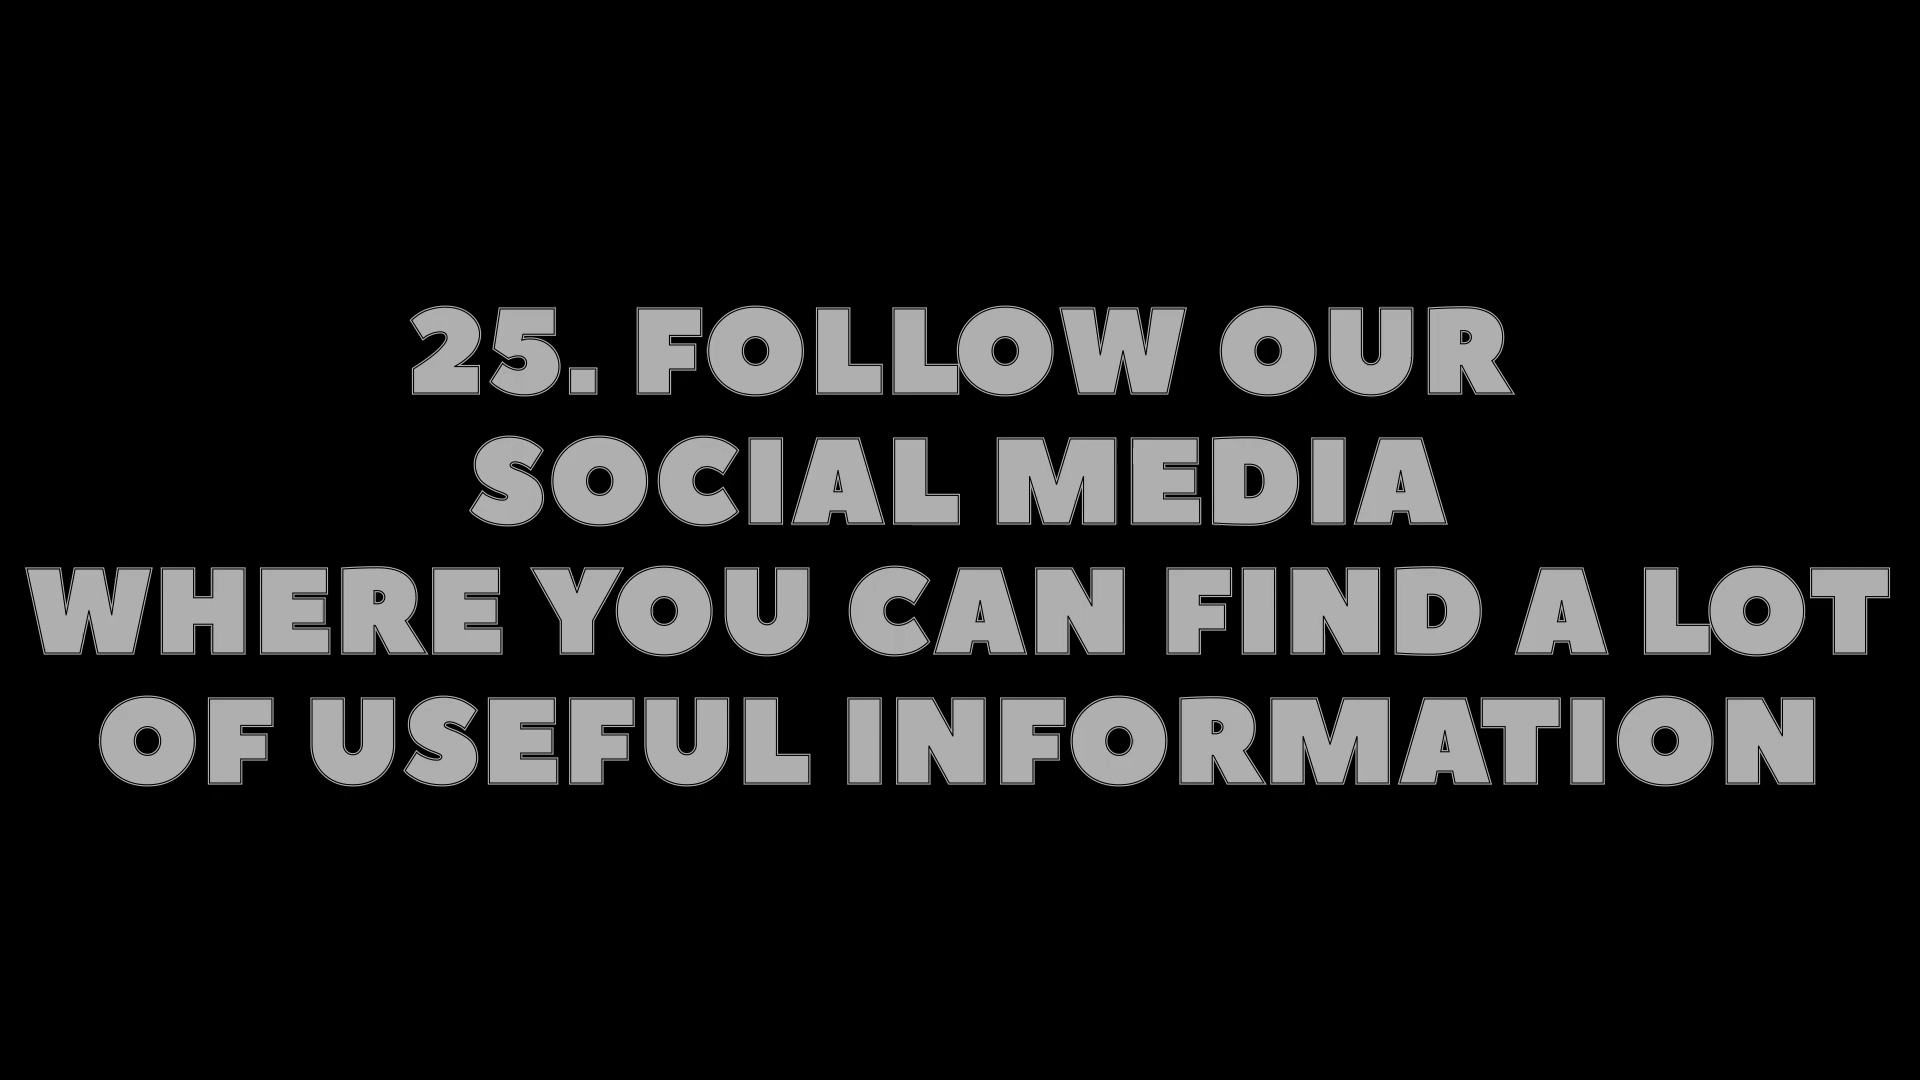 25. FOLLOW OUR
SOCIAL MEDIA
WHERE YOU CAN FIND A LOT
OF USEFUL INFORMATION